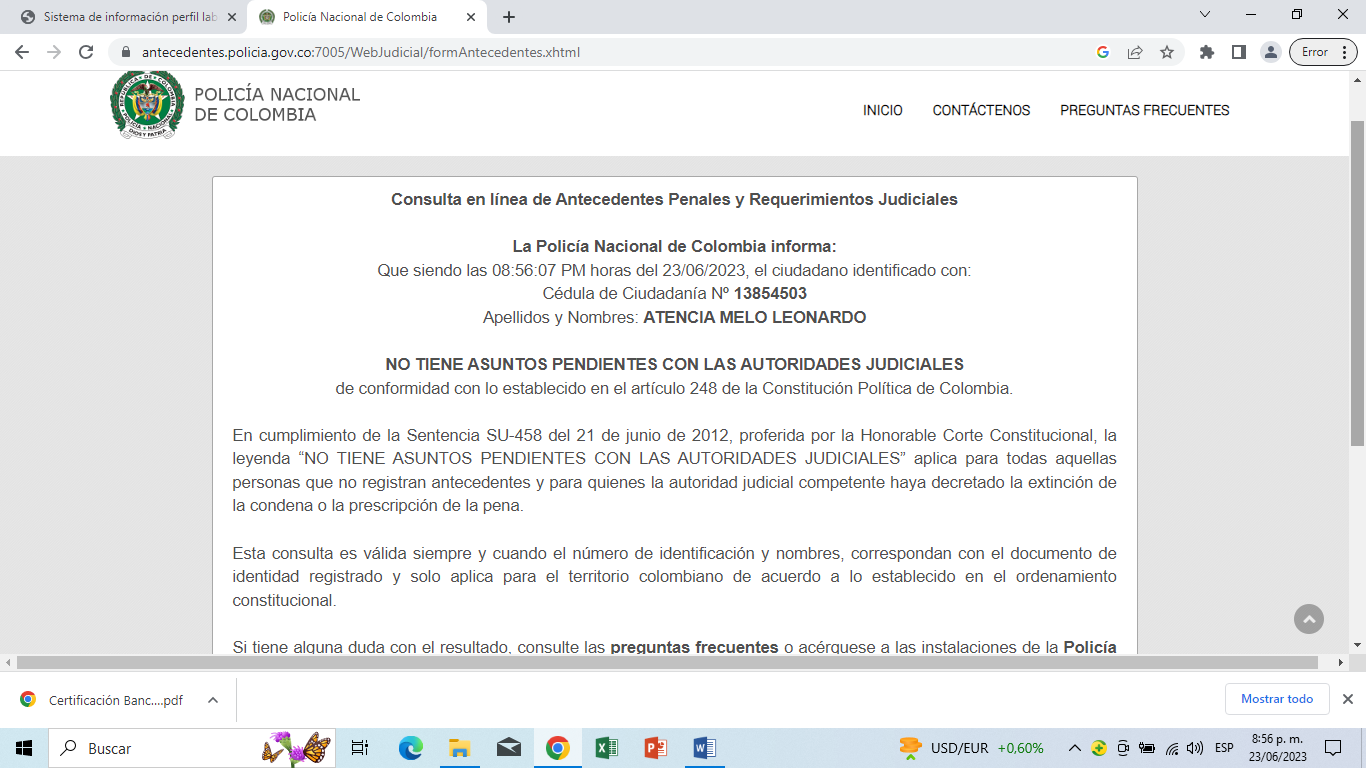 Sistema de información perfil lab
Policía Nacional de Colombia
antecedentes.policia.gov.co:7005/WebJudicial/formAntecedentes.xhtml
Error
POLICÍA NACIONAL
DE COLOMBIA
INICIO
CONTÁCTENOS
PREGUNTAS FRECUENTES
Consulta en línea de Antecedentes Penales y Requerimientos Judiciales
La Policía Nacional de Colombia informa:
Que siendo las 08:56:07 PM horas del 23/06/2023, el ciudadano identificado con:
Cédula de Ciudadanía Nº 13854503
Apellidos y Nombres: ATENCIA MELO LEONARDO
NO TIENE ASUNTOS PENDIENTES CON LAS AUTORIDADES JUDICIALES
de conformidad con lo establecido en el artículo 248 de la Constitución Política de Colombia.
En cumplimiento de la Sentencia SU-458 del 21 de junio de 2012, proferida por la Honorable Corte Constitucional, la
leyenda “NO TIENE ASUNTOS PENDIENTES CON LAS AUTORIDADES JUDICIALES” aplica para todas aquellas
personas que no registran antecedentes y para quienes la autoridad judicial competente haya decretado la extinción de
la condena o la prescripción de la pena.
Esta consulta es válida siempre y cuando el número de identificación y nombres, correspondan con el documento de
identidad registrado y solo aplica para el territorio colombiano de acuerdo a lo establecido en el ordenamiento
constitucional.
Si tiene alguna duda con el resultado, consulte las preguntas frecuentes o acérquese a las instalaciones de la Policía
Certificación Banc....pdf
Mostrar todo
Buscar
USD/EUR +0,60%
ESP
8:56 p. m.
23/06/2023